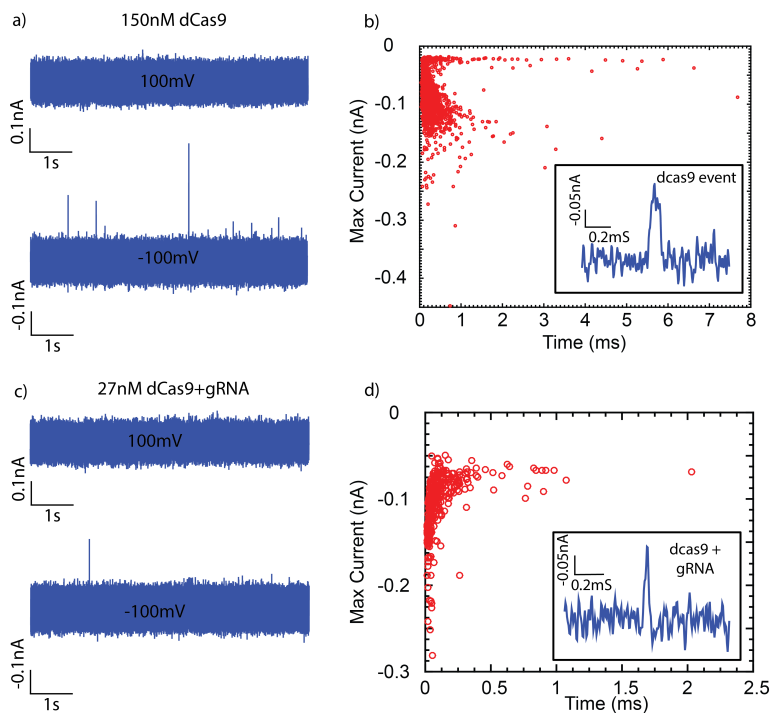 a)
150nM dCas9
100mV
0.1nA
1s
-100mV
-0.1nA
1s
b)
0
-0.1
-0.2
-0.3
-0.4
Max Current (nA)
0 1 2 3 4 5 6 7 8
Time (ms)
dcas9 event
-0.05nA
0.2mS
c)
27nM dCas9+gRNA
100mV
0.1nA
1s
-100mV
-0.1nA
1s
d)
0
-0.1
-0.2
-0.3
Max Current (nA)
0 0.5 1 1.5 2 2.5
Time (ms)
dcas9 +
gRNA
-0.05nA
0.2mS